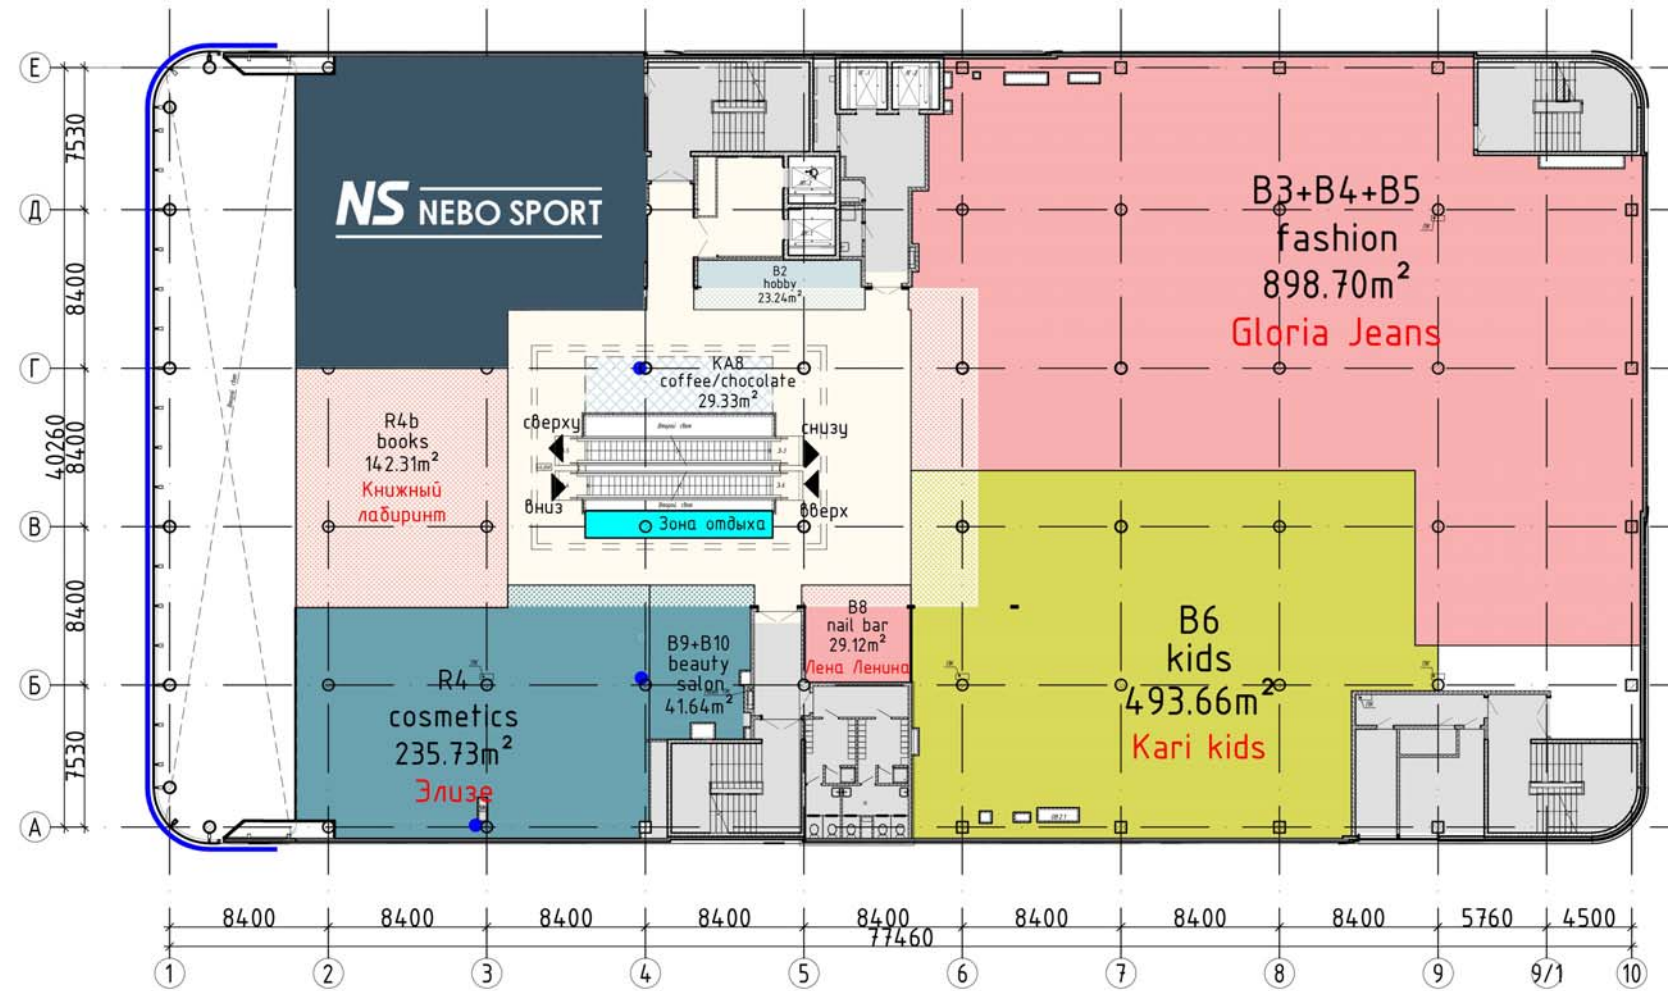 Е
Д
Г
В
Б
А
7530
8400
8400
40260
8400
7530
NS NEBO SPORT
B2
hobby
23.24m²
B3+B4+B5
fashion
898.70m²
Gloria Jeans
KA8
coffee/chocolate
29.33m²
сверху
снизу
вниз
вверх
Зона отдыха
R4b
books
142.31m²
Книжный
лабиринт
B8
nail bar
29.12m²
Лена Ленина
B6
kids
493.66m²
Kari kids
B9+B10
beauty
salon
41.64m²
R4
cosmetics
235.73m²
Элизе
8400 8400 8400 8400 8400 8400 8400 8400 5760 4500
77460
1 2 3 4 5 6 7 8 9 9/1 10